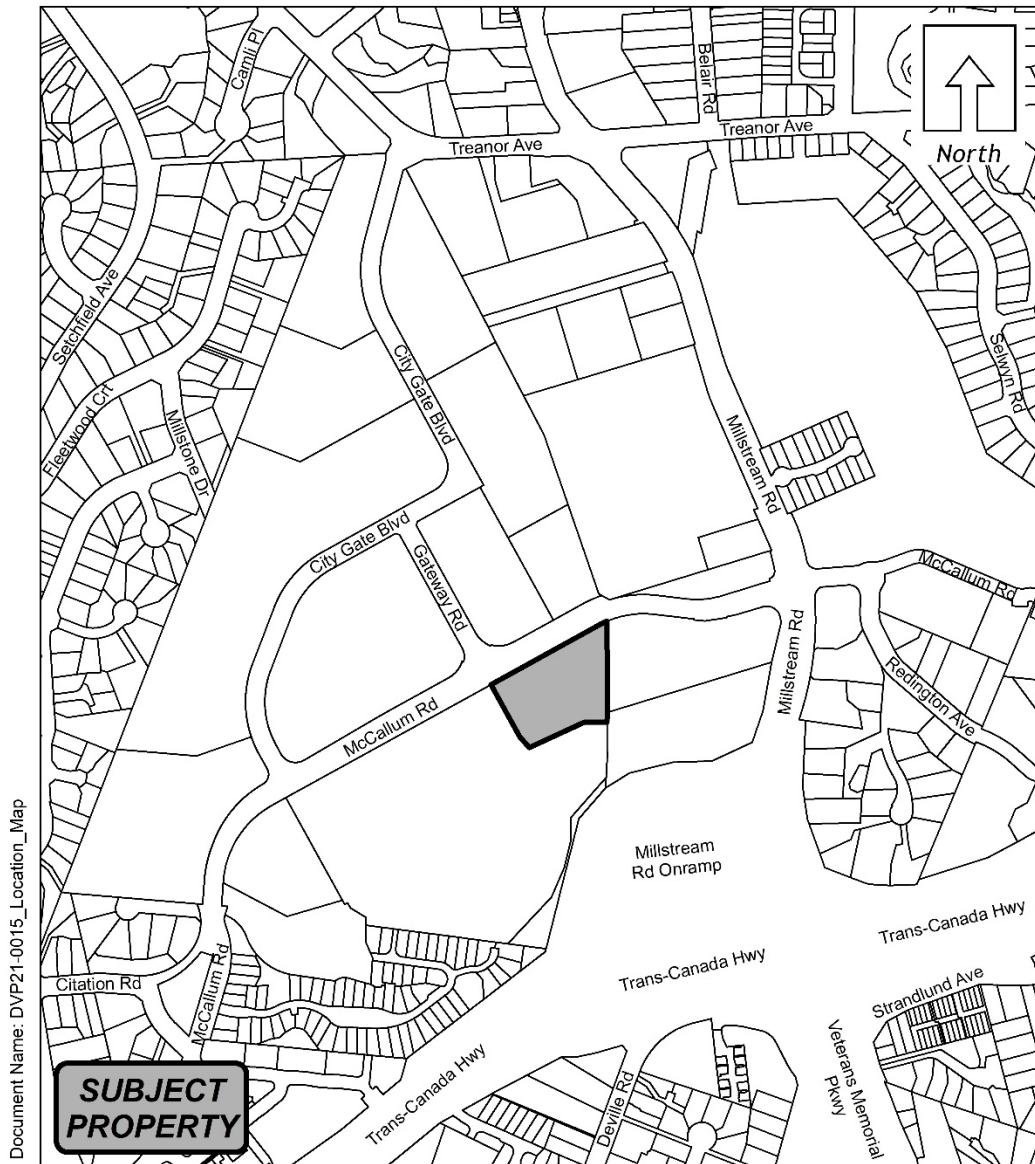 Camli Pl
Belair Rd
Treanor Ave
Treanor Ave
North
Setchfield Ave
Selwyn Rd
City Gate Blvd
Fleetwood Crt
Millstone Dr
Millstream Rd
City Gate Blvd
Gateway Rd
McCallum Rd
Millstream Rd
Redington Ave
McCallum Rd
Document Name: DVP21-0015_Location_Map
Millstream
Rd Onramp
Trans-Canada Hwy
Trans-Canada Hwy
Citation Rd
McCallum Rd
Strandlund Ave
Veterans Memorial
Pkwy
SUBJECT
PROPERTY
Trans-Canada Hwy
Deville Rd